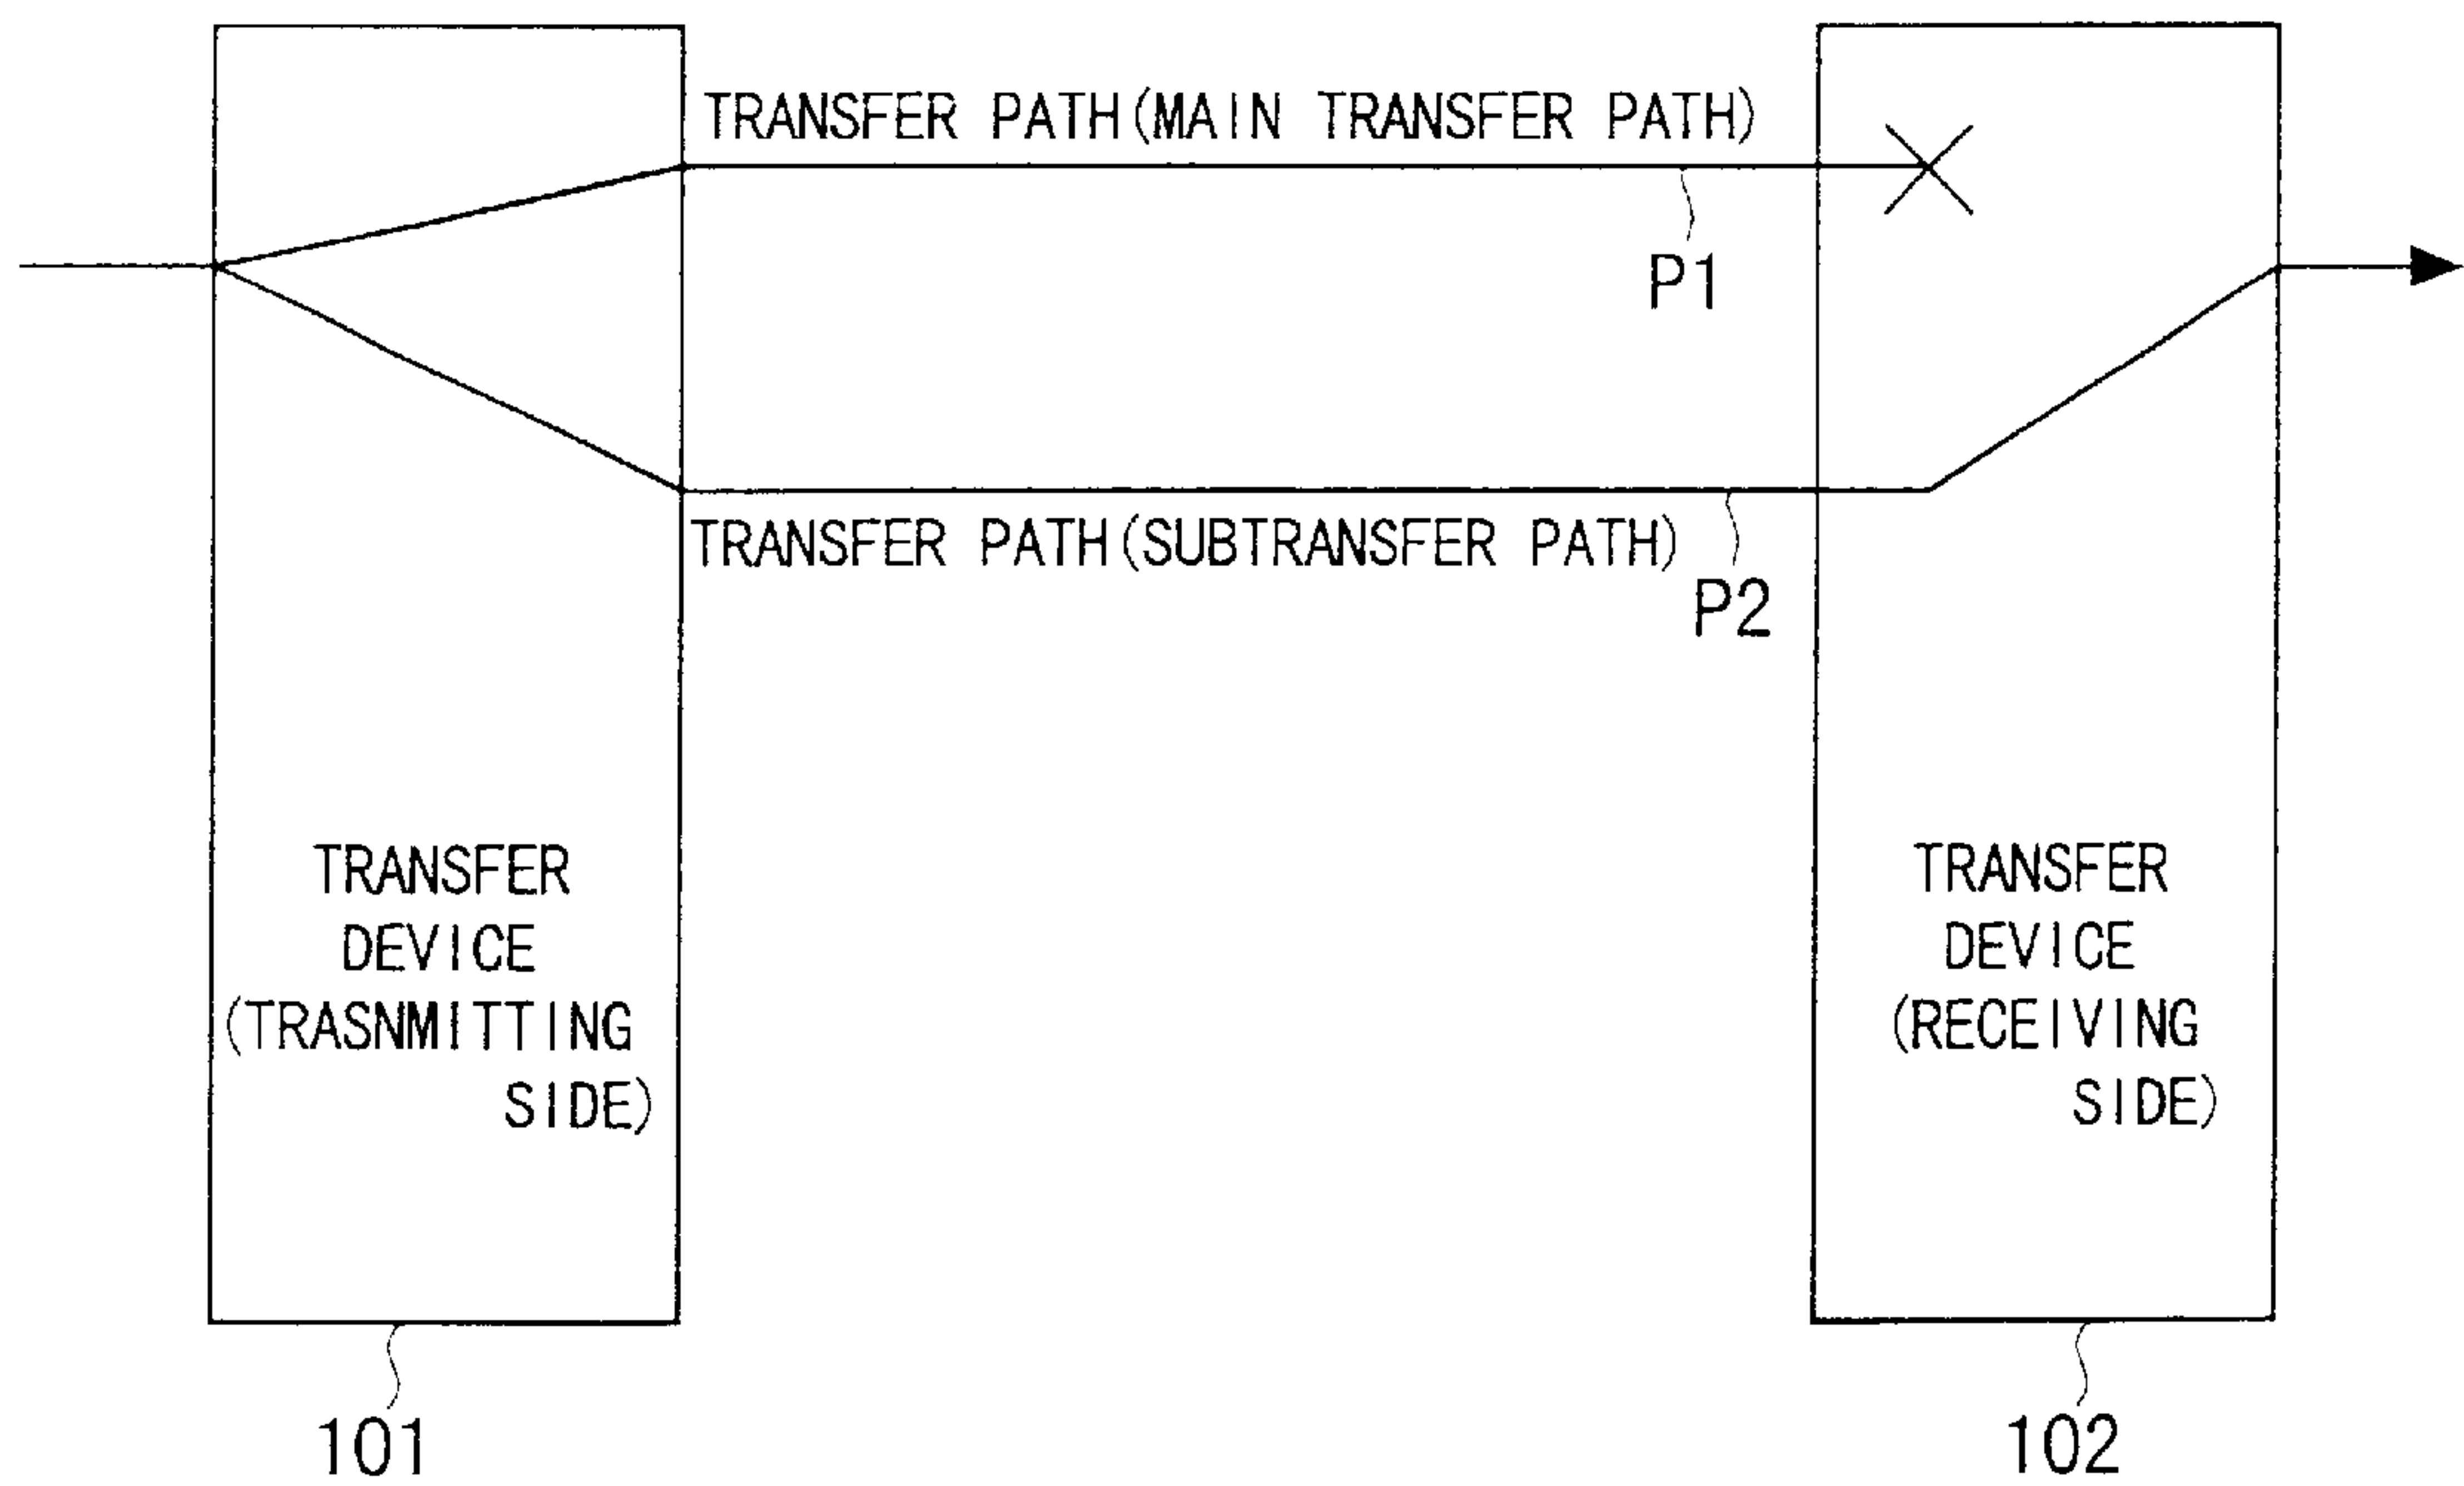 TRANSFER PATH(MAIN TRANSFER PATH)
P1
TRANSFER PATH(SUBTRANSFER PATH)
P2
TRANSFER
DEVICE
(TRASNMITTING
SIDE)
TRANSFER
DEVICE
(RECEIVING
SIDE)
101
102